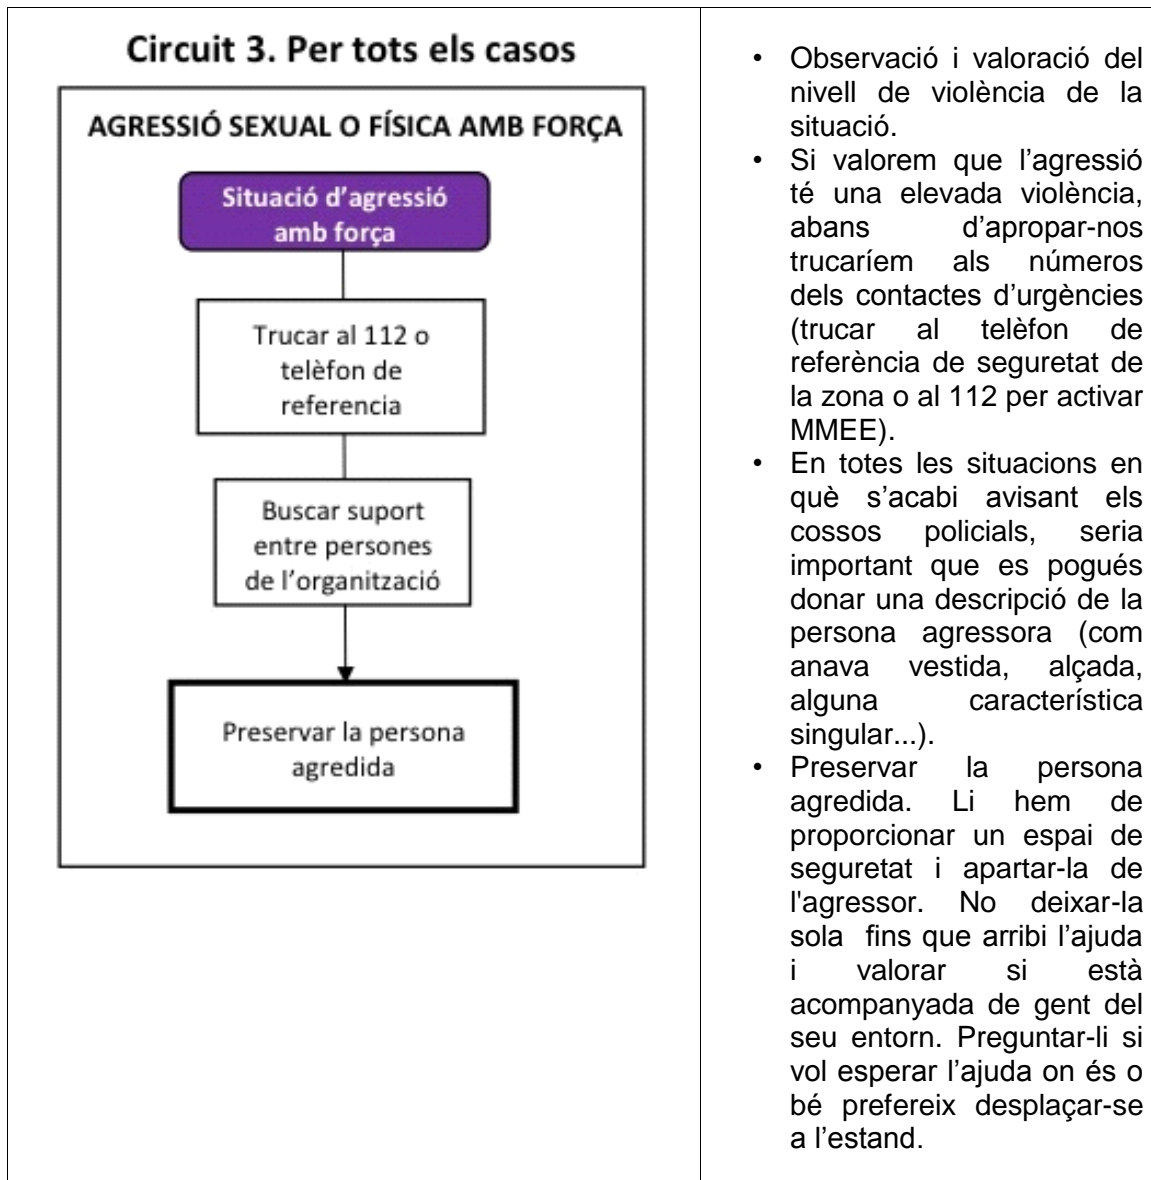 Circuit 3. Per tots els casos
AGRESSIÓ SEXUAL O FÍSICA AMB FORÇA
Situació d'agressió
amb força
Trucar al 112 o
telèfon de
referencia
Buscar suport
entre persones
de l'organització
Preservar la persona
agredida
• Observació i valoració del
nivell de violència de la
situació.
• Si valorem que l'agressió
té una elevada violència,
abans d'apropar-nos
trucaríem als números
dels contactes d'urgències
(trucar al telèfon de
referència de seguretat de
la zona o al 112 per activar
MMEE).
• En totes les situacions en
què s'acabi avisant els
cossos policials, seria
important que es pogués
donar una descripció de la
persona agressora (com
anava vestida, alçada,
alguna característica
singular...).
• Preservar la persona
agredida. Li hem de
proporcionar un espai de
seguretat i apartar-la de
l'agressor. No deixar-la
sola fins que arribi l'ajuda
i valorar si està
acompanyada de gent del
seu entorn. Preguntar-li si
vol esperar l'ajuda on és o
bé prefereix desplaçar-se
a l'estand.